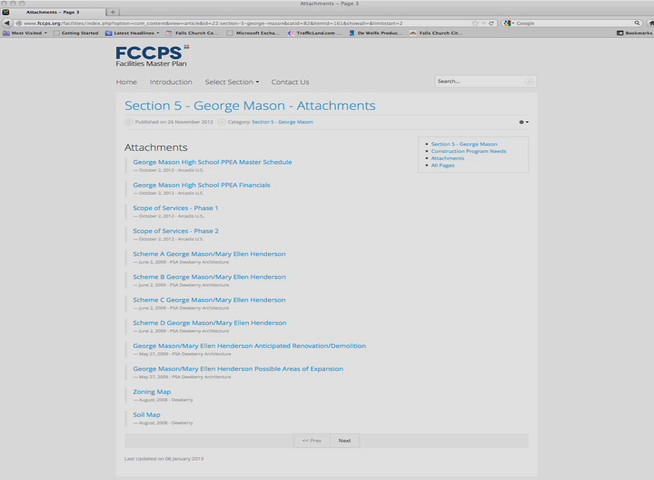 Attachments - Page 3
Attachments - Page 3
www.fccps.org/facilities/index.php?option=com_content&view=article&id=22:section-5-george-mason&catid=82&Itemid=161&showall=&limitstart=2
Google
Most Visited
Getting Started
Latest Headlines
Falls Church Co...
Microsoft Excha...
TrafficLand.com ...
De Wolfe Produc...
Falls Church Cit...
Bookmarks
FCCPS
Facilities Master Plan
Home Introduction Select Section Contact Us
Search...
Section 5 - George Mason - Attachments
Published on 26 November 2012 Category: Section 5 - George Mason
Attachments
George Mason High School PPEA Master Schedule
— October 2, 2012 - Arcadis U.S.
George Mason High School PPEA Financials
— October 2, 2012 - Arcadis U.S.
Scope of Services - Phase 1
— October 2, 2012 - Arcadis U.S.
Scope of Services - Phase 2
— October 2, 2012 - Arcadis U.S.
Scheme A George Mason/Mary Ellen Henderson
— June 2, 2009 - PSA Dewberry Architecture
Scheme B George Mason/Mary Ellen Henderson
— June 2, 2009 - PSA Dewberry Architecture
Scheme C George Mason/Mary Ellen Henderson
— June 2, 2009 - PSA Dewberry Architecture
Scheme D George Mason/Mary Ellen Henderson
— June 2, 2009 - PSA Dewberry Architecture
George Mason/Mary Ellen Henderson Anticipated Renovation/Demolition
— May 27, 2009 - PSA Dewberry Architecture
George Mason/Mary Ellen Henderson Possible Areas of Expansion
— May 27, 2009 - PSA Dewberry Architecture
Zoning Map
— August, 2008 - Dewberry
Soil Map
— August, 2008 - Dewberry
Section 5 - George Mason
Construction Program Needs
Attachments
All Pages
<< Prev Next
Last Updated on 08 January 2013